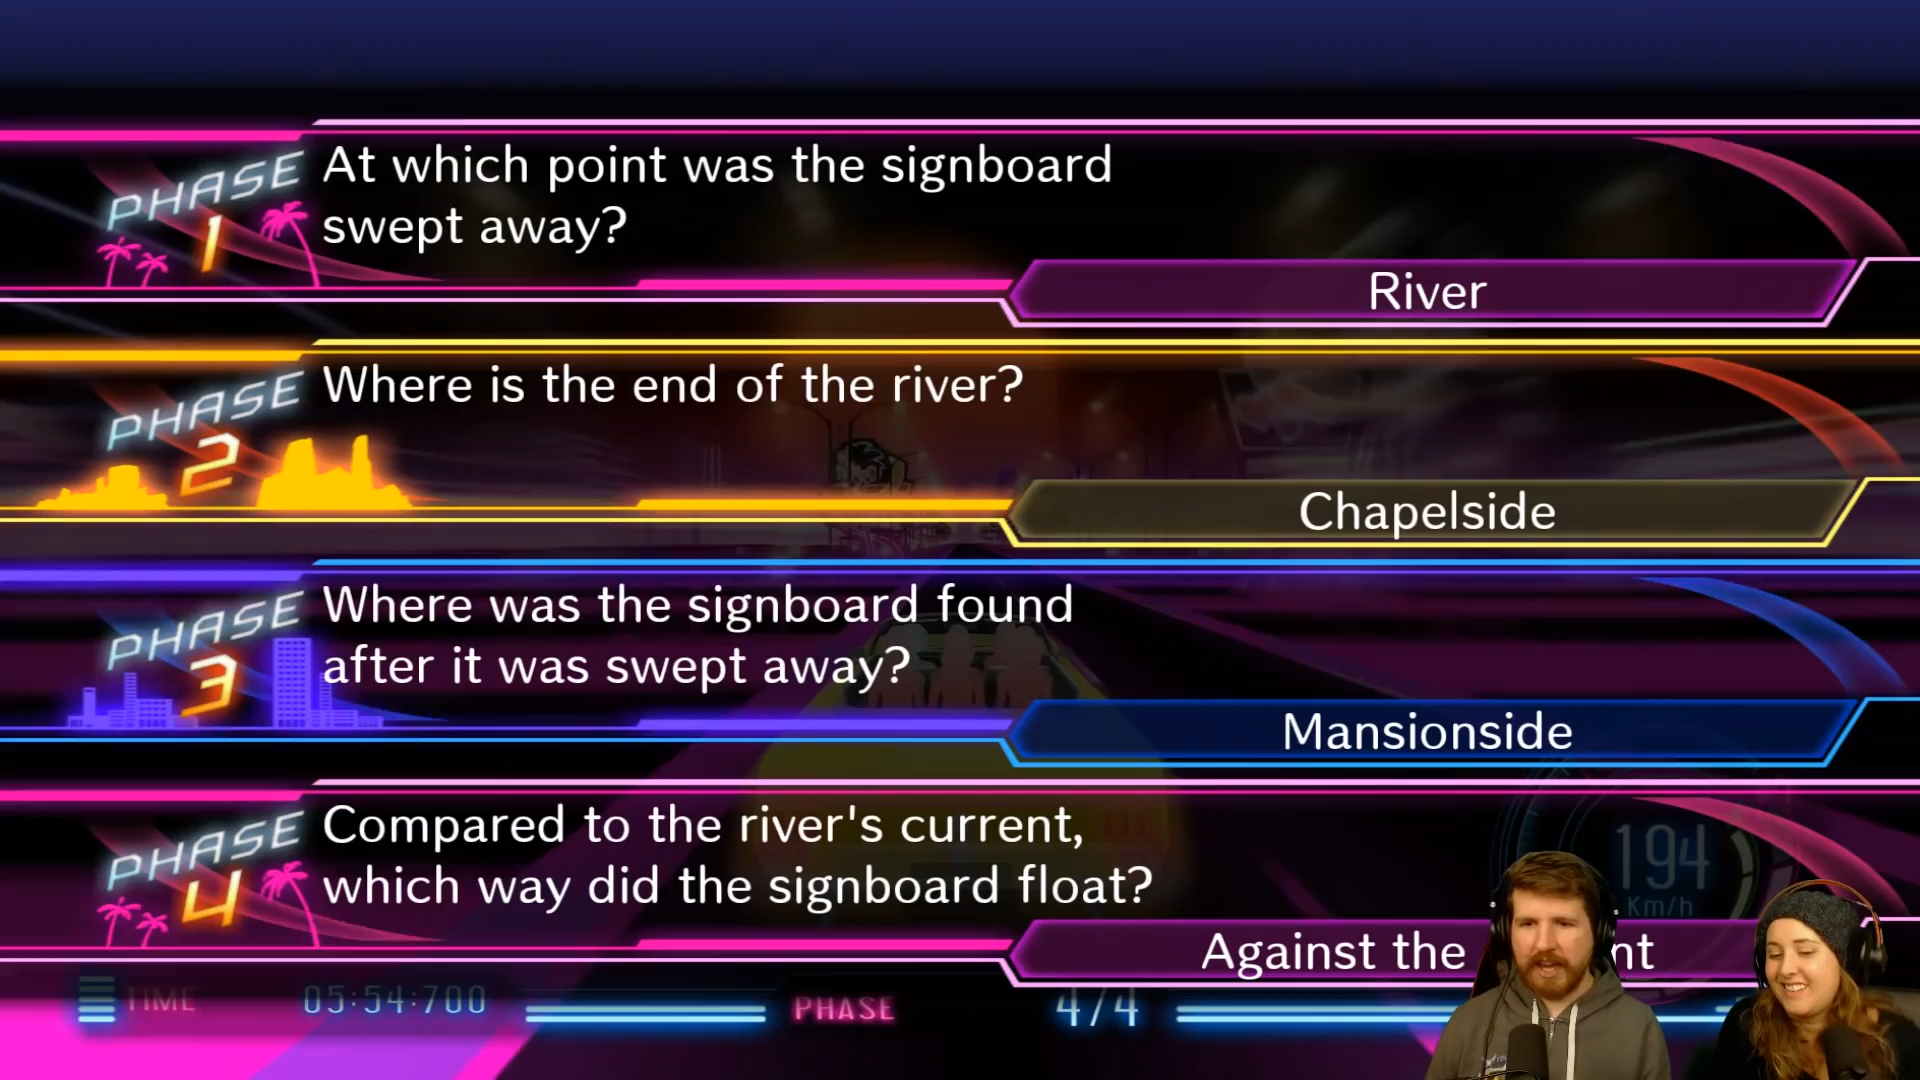 PHASE
1
At which point was the signboard
swept away?
River
PHASE
2
Where is the end of the river?
Chapelside
PHASE
3
Where was the signboard found
after it was swept away?
Mansionside
PHASE
4
Compared to the river's current,
which way did the signboard float?
Against the nt
TIME 05:54:700 PHASE 4/4
194
Km/h